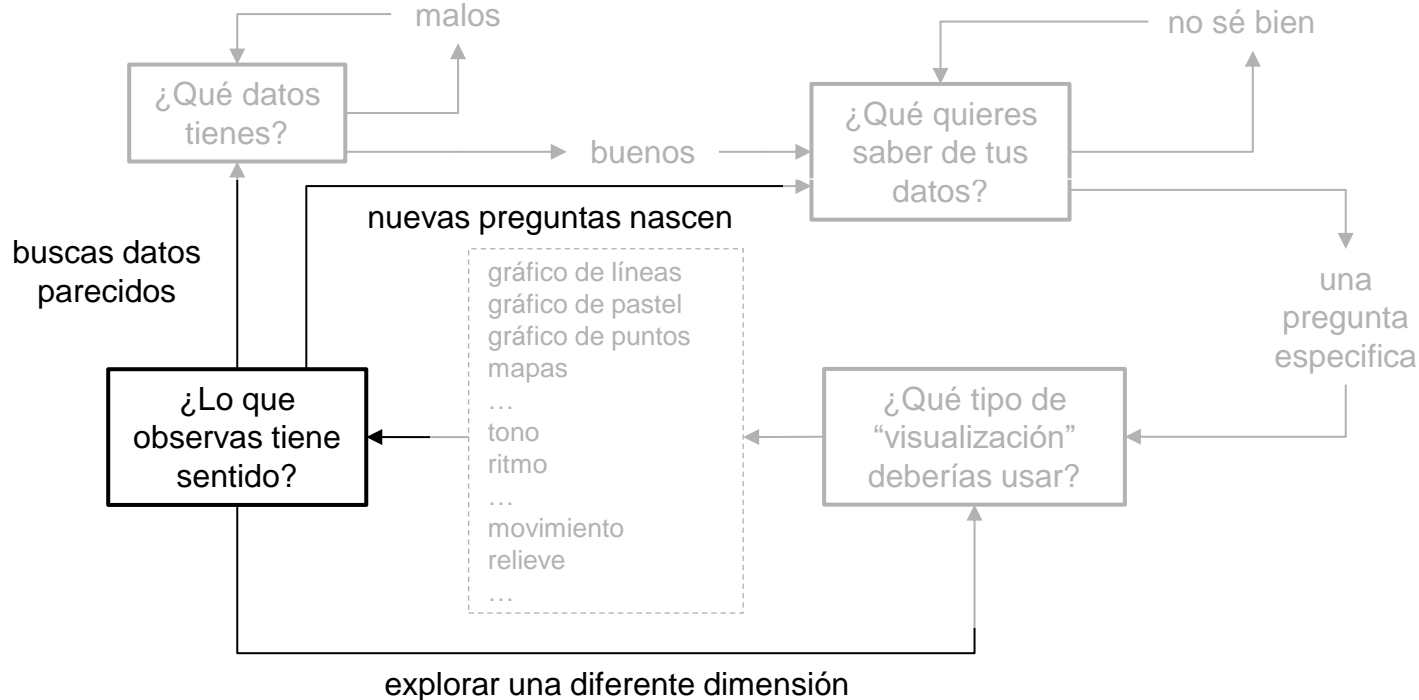 malos
no sé bien
¿Qué datos
tienes?
¿Qué quieres
saber de tus
datos?
buenos
nuevas preguntas nascen
buscas datos
parecidos
gráfico de líneas
gráfico de pastel
gráfico de puntos
mapas
…
tono
ritmo
…
movimiento
relieve
…
una
pregunta
especifica
¿Lo que
observas tiene
sentido?
¿Qué tipo de
“visualización”
deberías usar?
explorar una diferente dimensión